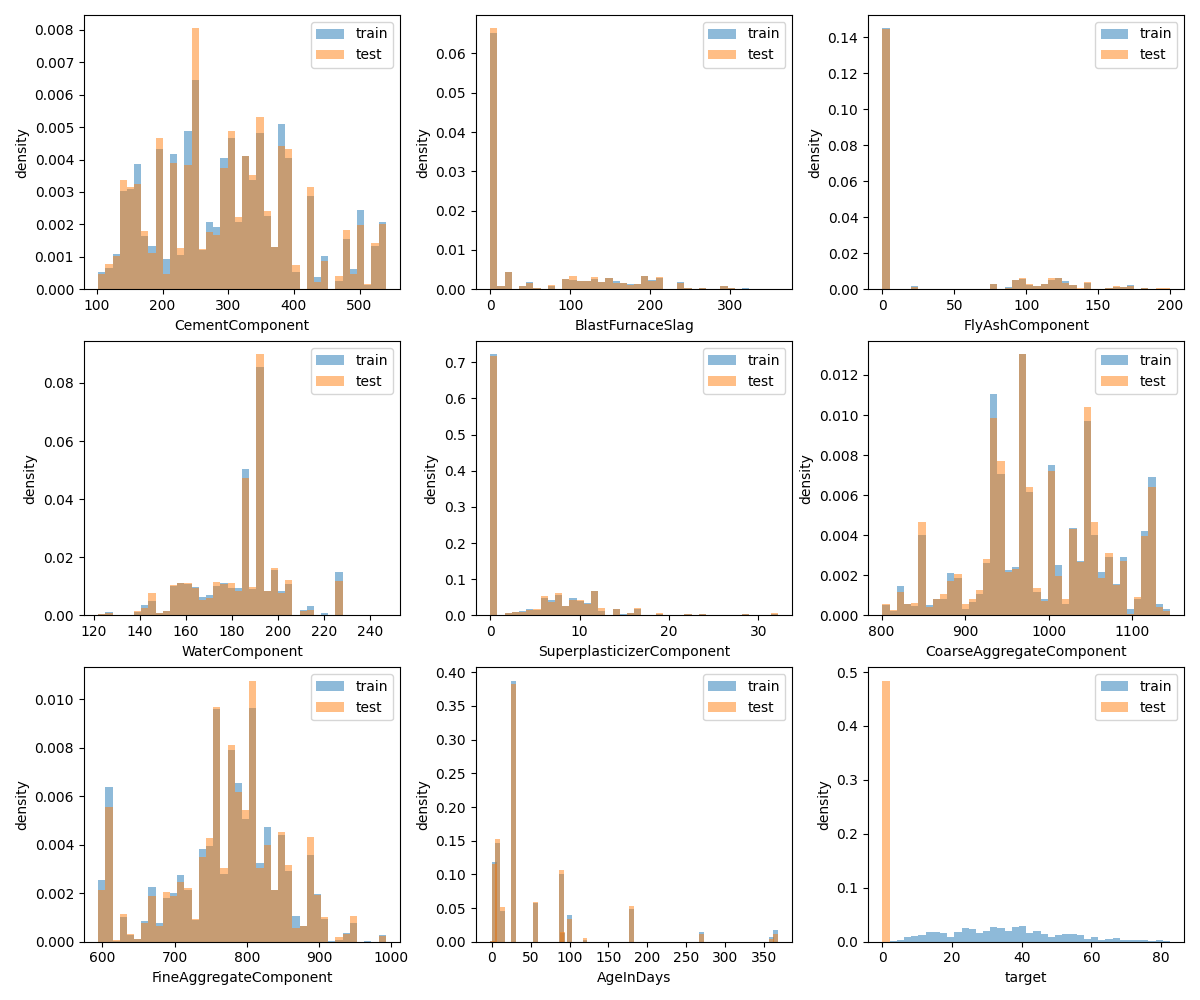 0.008
0.007
0.006
0.005
0.004
0.003
0.002
0.001
0.000
density
100 200 300 400 500
CementComponent
train
test
0.06
0.05
0.04
0.03
0.02
0.01
0.00
density
0 100 200 300
BlastFurnaceSlag
train
test
0.14
0.12
0.10
0.08
0.06
0.04
0.02
0.00
density
0 50 100 150 200
FlyAshComponent
train
test
0.08
0.06
0.04
0.02
0.00
density
120 140 160 180 200 220 240
WaterComponent
train
test
0.7
0.6
0.5
0.4
0.3
0.2
0.1
0.0
density
0 10 20 30
SuperplasticizerComponent
train
test
0.012
0.010
0.008
0.006
0.004
0.002
0.000
density
800 900 1000 1100
CoarseAggregateComponent
train
test
0.010
0.008
0.006
0.004
0.002
0.000
density
600 700 800 900 1000
FineAggregateComponent
train
test
0.40
0.35
0.30
0.25
0.20
0.15
0.10
0.05
0.00
density
0 50 100 150 200 250 300 350
AgeInDays
train
test
0.5
0.4
0.3
0.2
0.1
0.0
density
0 20 40 60 80
target
train
test